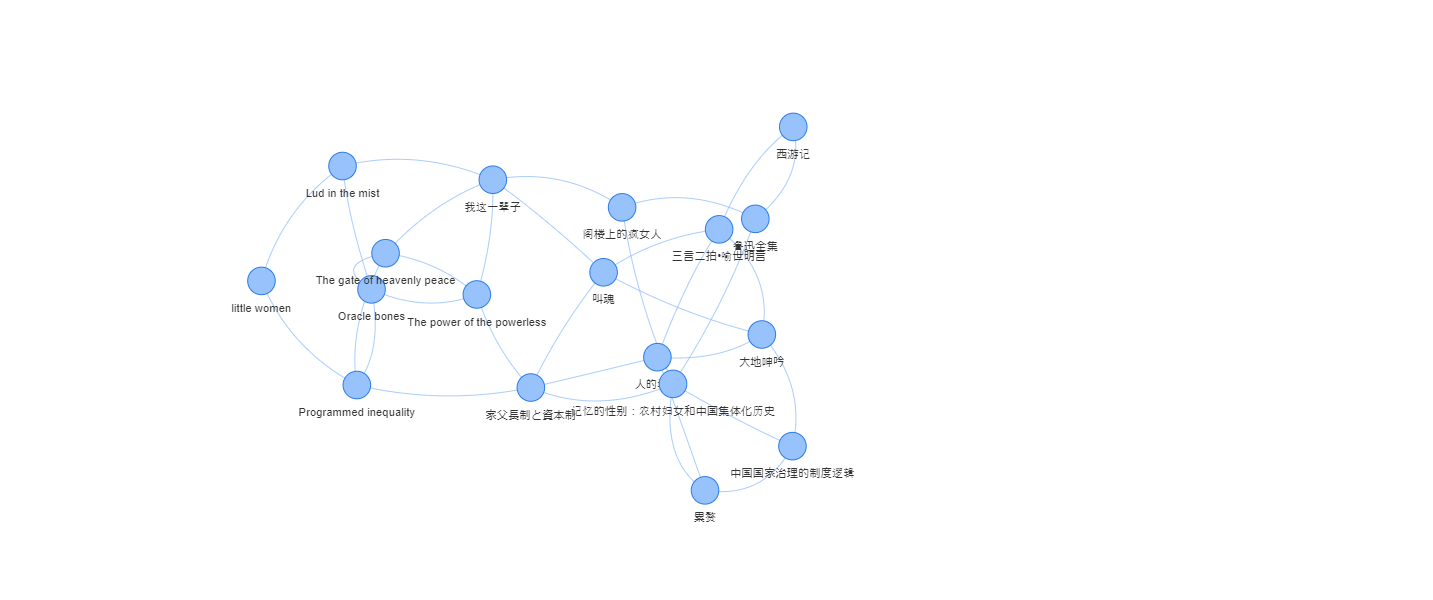 西游记
Lud in the mist
我这一辈子
阁楼上的疯女人
鲁迅全集
三言二拍•喻世明言
The gate of heavenly peace
叫魂
little women
Oracle bones
The power of the powerless
大地呻吟
人的
Programmed inequality
家父長制と資本制
记忆的性别：农村妇女和中国集体化历史
中国国家治理的制度逻辑
累赘